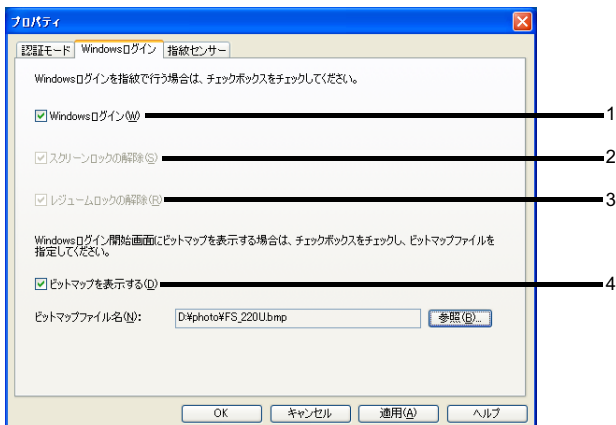 プロパティ
認証モード Windowsログイン 指紋センサー
Windowsログインを指紋で行う場合は、チェックボックスをチェックしてください。
Windowsログイン(W) 1
スクリーンロックの解除(S) 2
レジュームロックの解除(R) 3
Windowsログイン開始画面にビットマップを表示する場合は、チェックボックスをチェックし、ビットマップファイルを
指定してください。
ビットマップを表示する(D) 4
ビットマップファイル名(N): D:¥photo¥FS_220U.bmp 参照(B)...
OK キャンセル 適用(A) ヘルプ